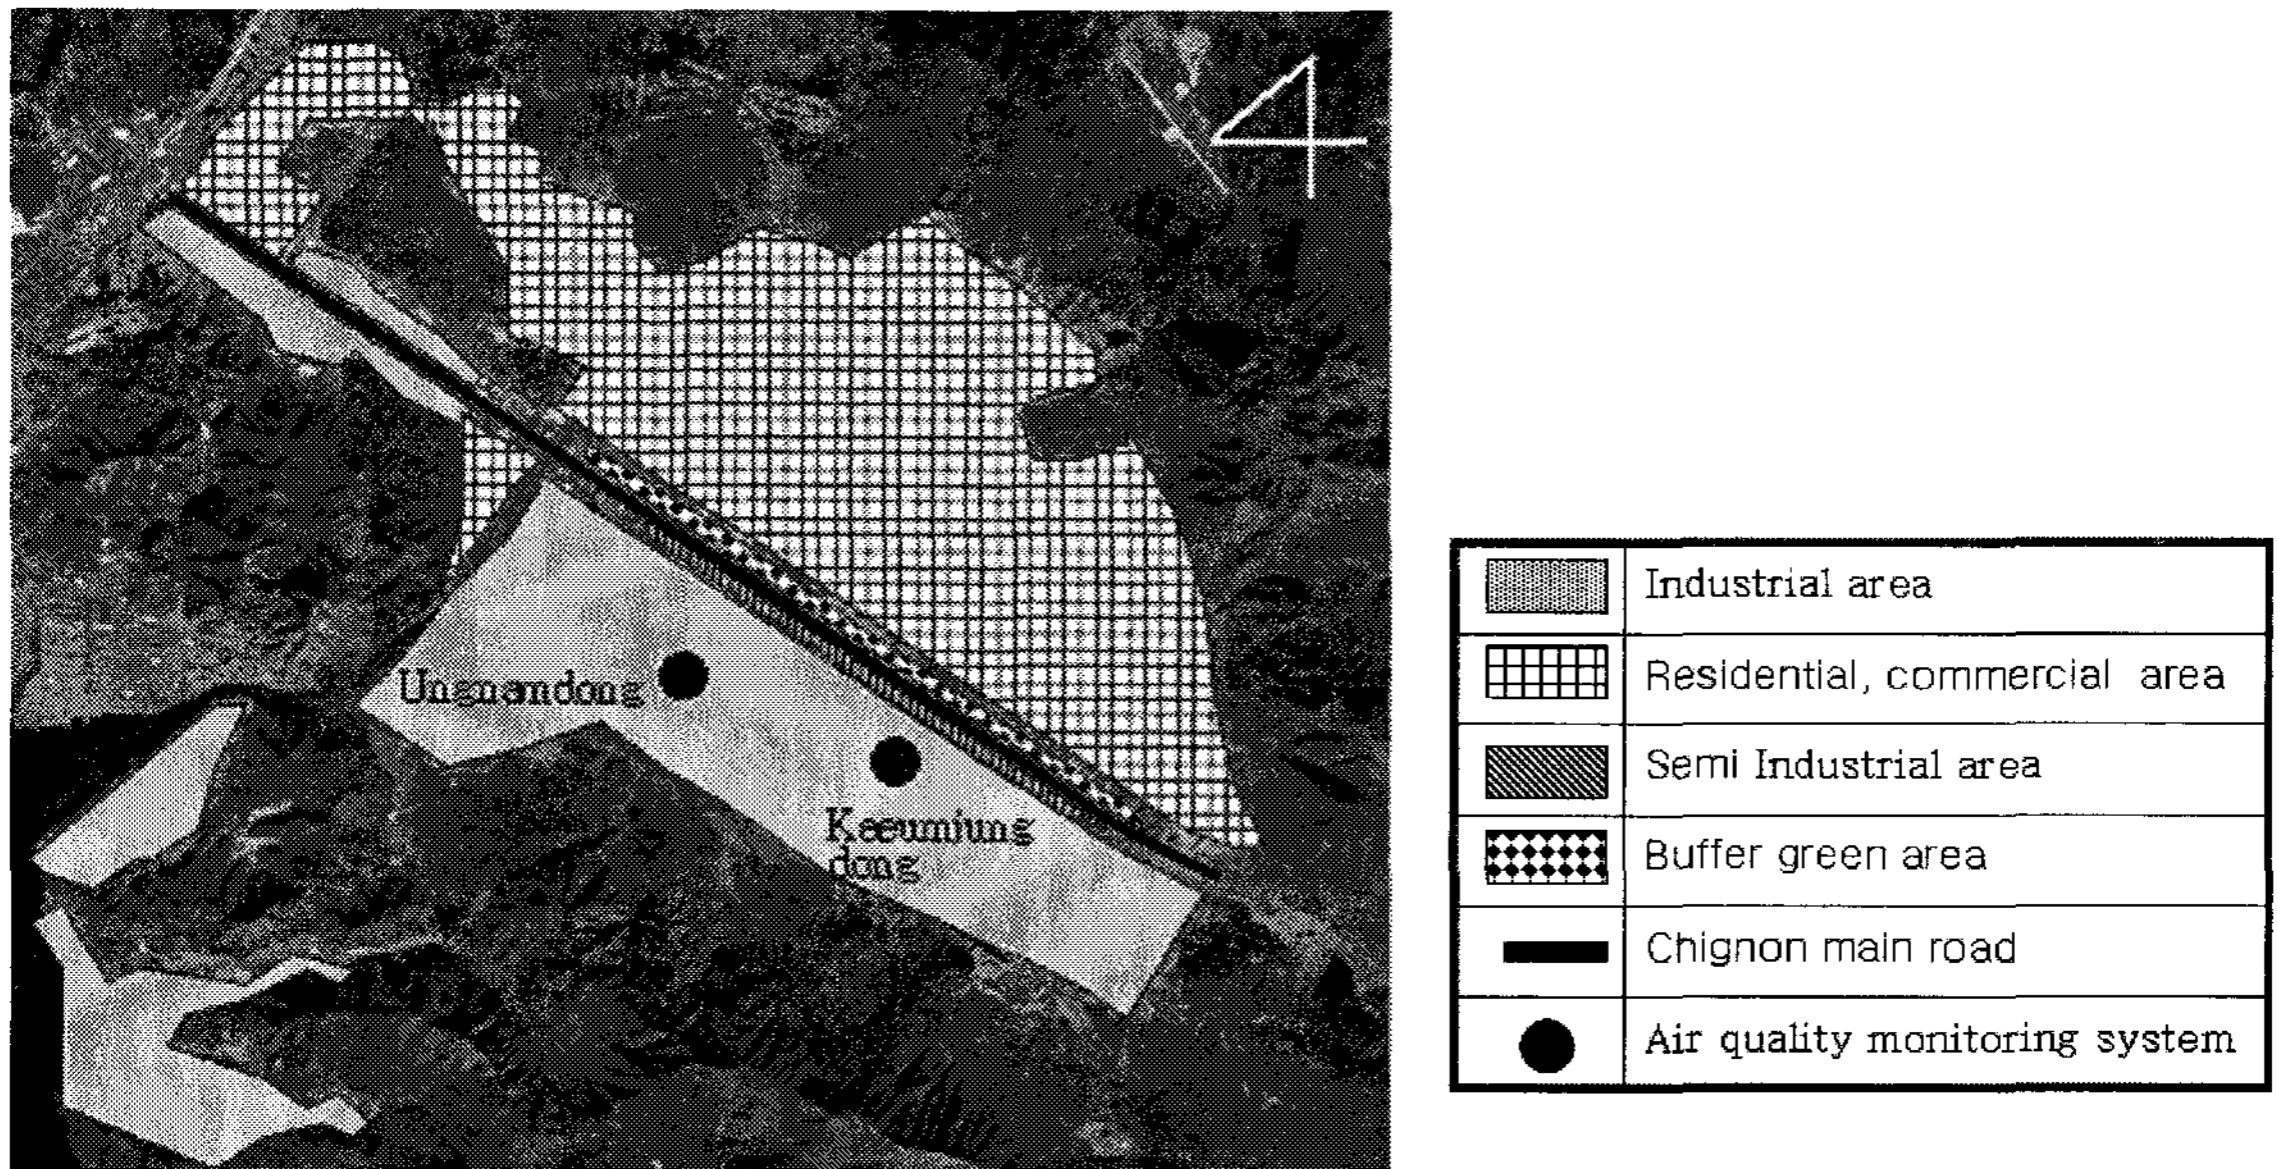 Ungnamdong
Keeumjung
dong
Industrial area
Residential, commercial area
Semi Industrial area
Buffer green area
Chignon main road
Air quality monitoring system